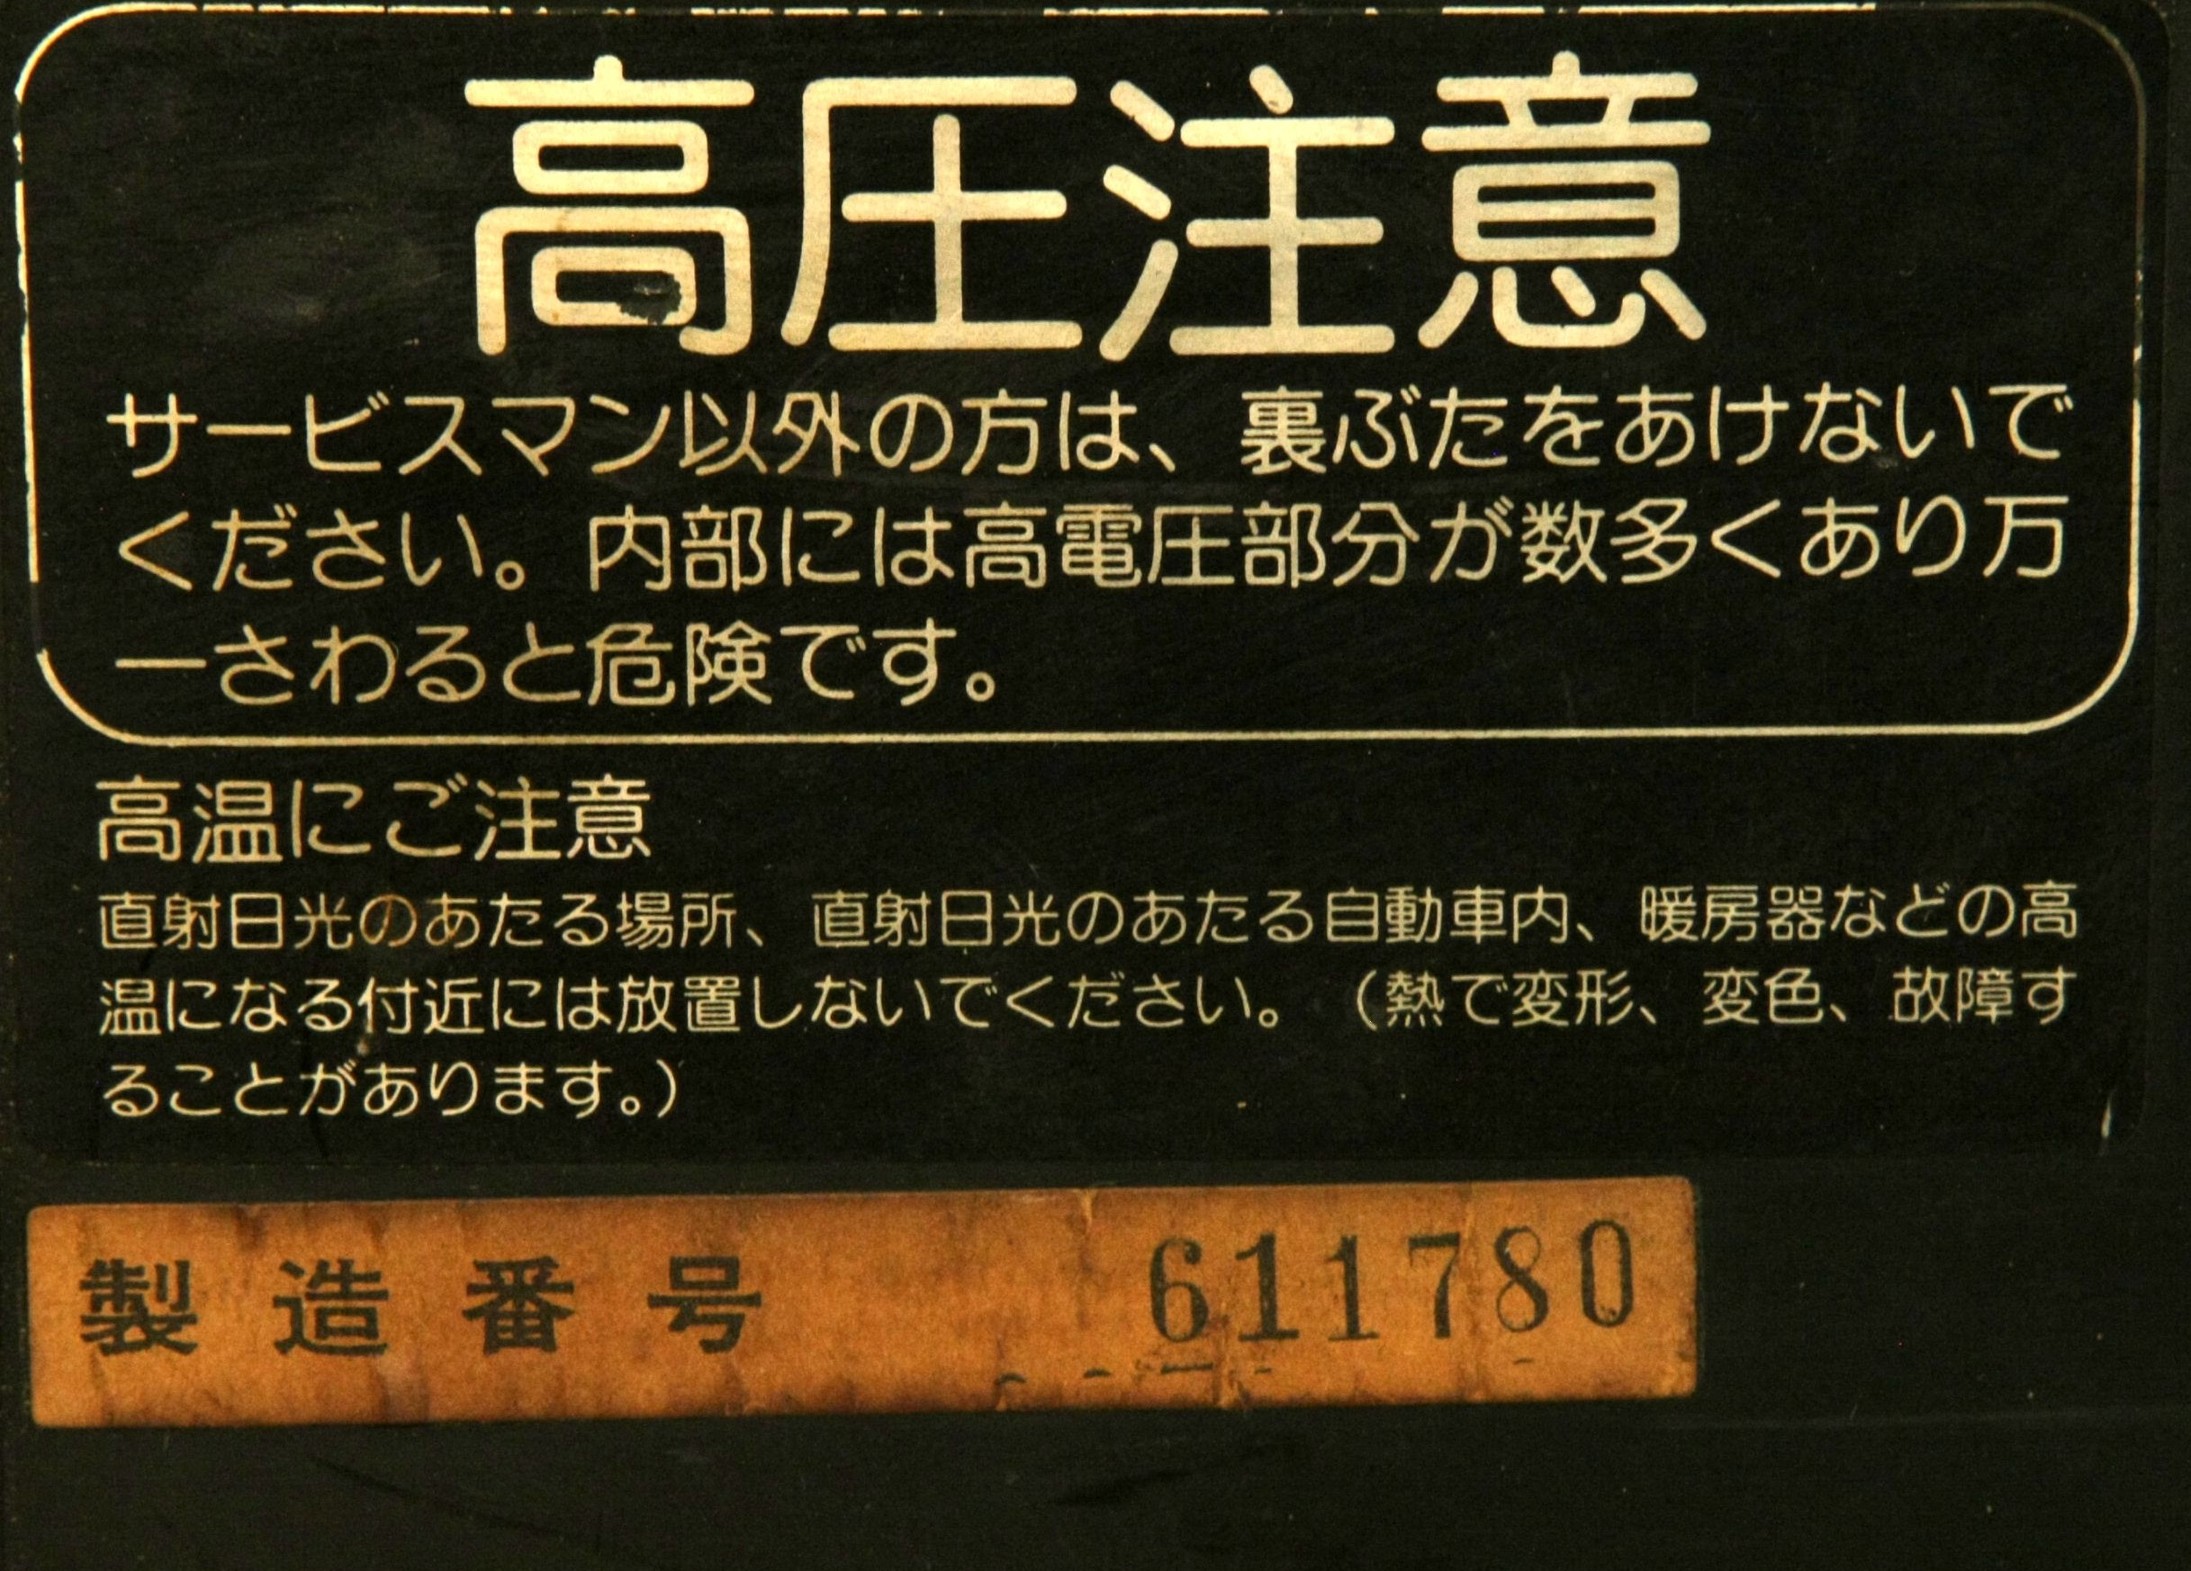 高圧注意
サービスマン以外の方は、裏ぶたをあけないで
ください。内部には高電圧部分が数多くあり万
一さわると危険です。
高温にご注意
直射日光のあたる場所、直射日光のあたる自動車内、暖房器などの高
温になる付近には放置しないでください。（熱で変形、変色、故障す
ることがあります。）
製造番号 611780